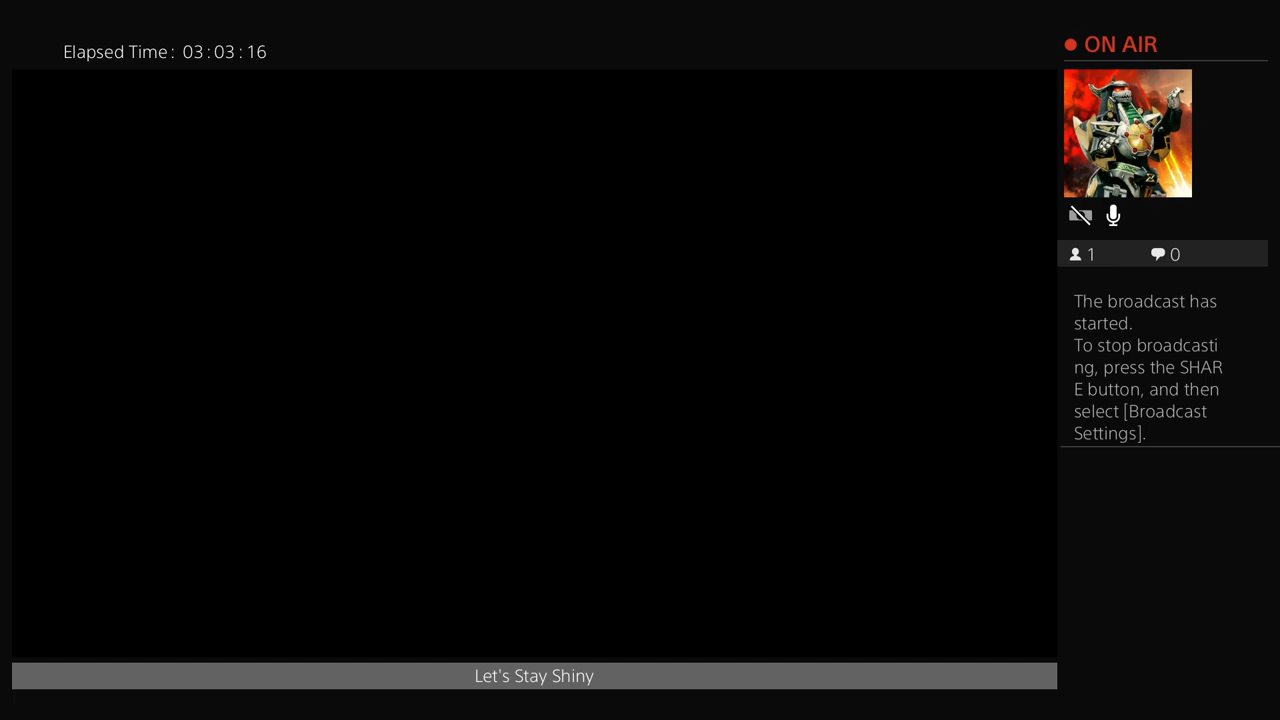 Elapsed Time: 03:03:16
ON AIR
1 0
The broadcast has
started.
To stop broadcasti
ng, press the SHAR
E button, and then
select [Broadcast
Settings].
Let's Stay Shiny